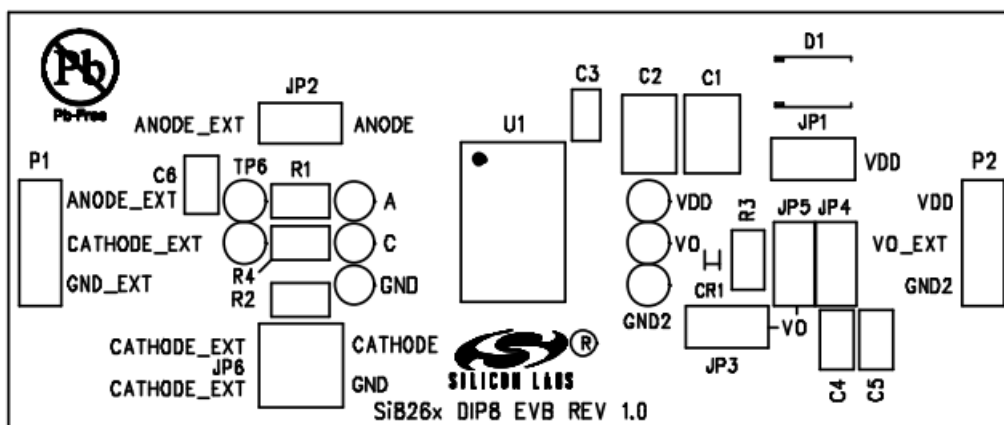 Pb
Pb-Free
JP2
ANODE_EXT
ANODE
C3
C2
C1
D1
JP1
VDD
U1
P1
C6
TP6
R1
ANODE_EXT
A
CATHODE_EXT
C
GND_EXT
R4
R2
GND
VDD
VO
GND2
CR1
R3
JP5
JP4
P2
VDD
VO_EXT
GND2
VO
JP3
C4
C5
CATHODE_EXT
CATHODE
JP6
CATHODE_EXT
GND
®
SILICON LABS
Si826x DIP8 EVB REV 1.0